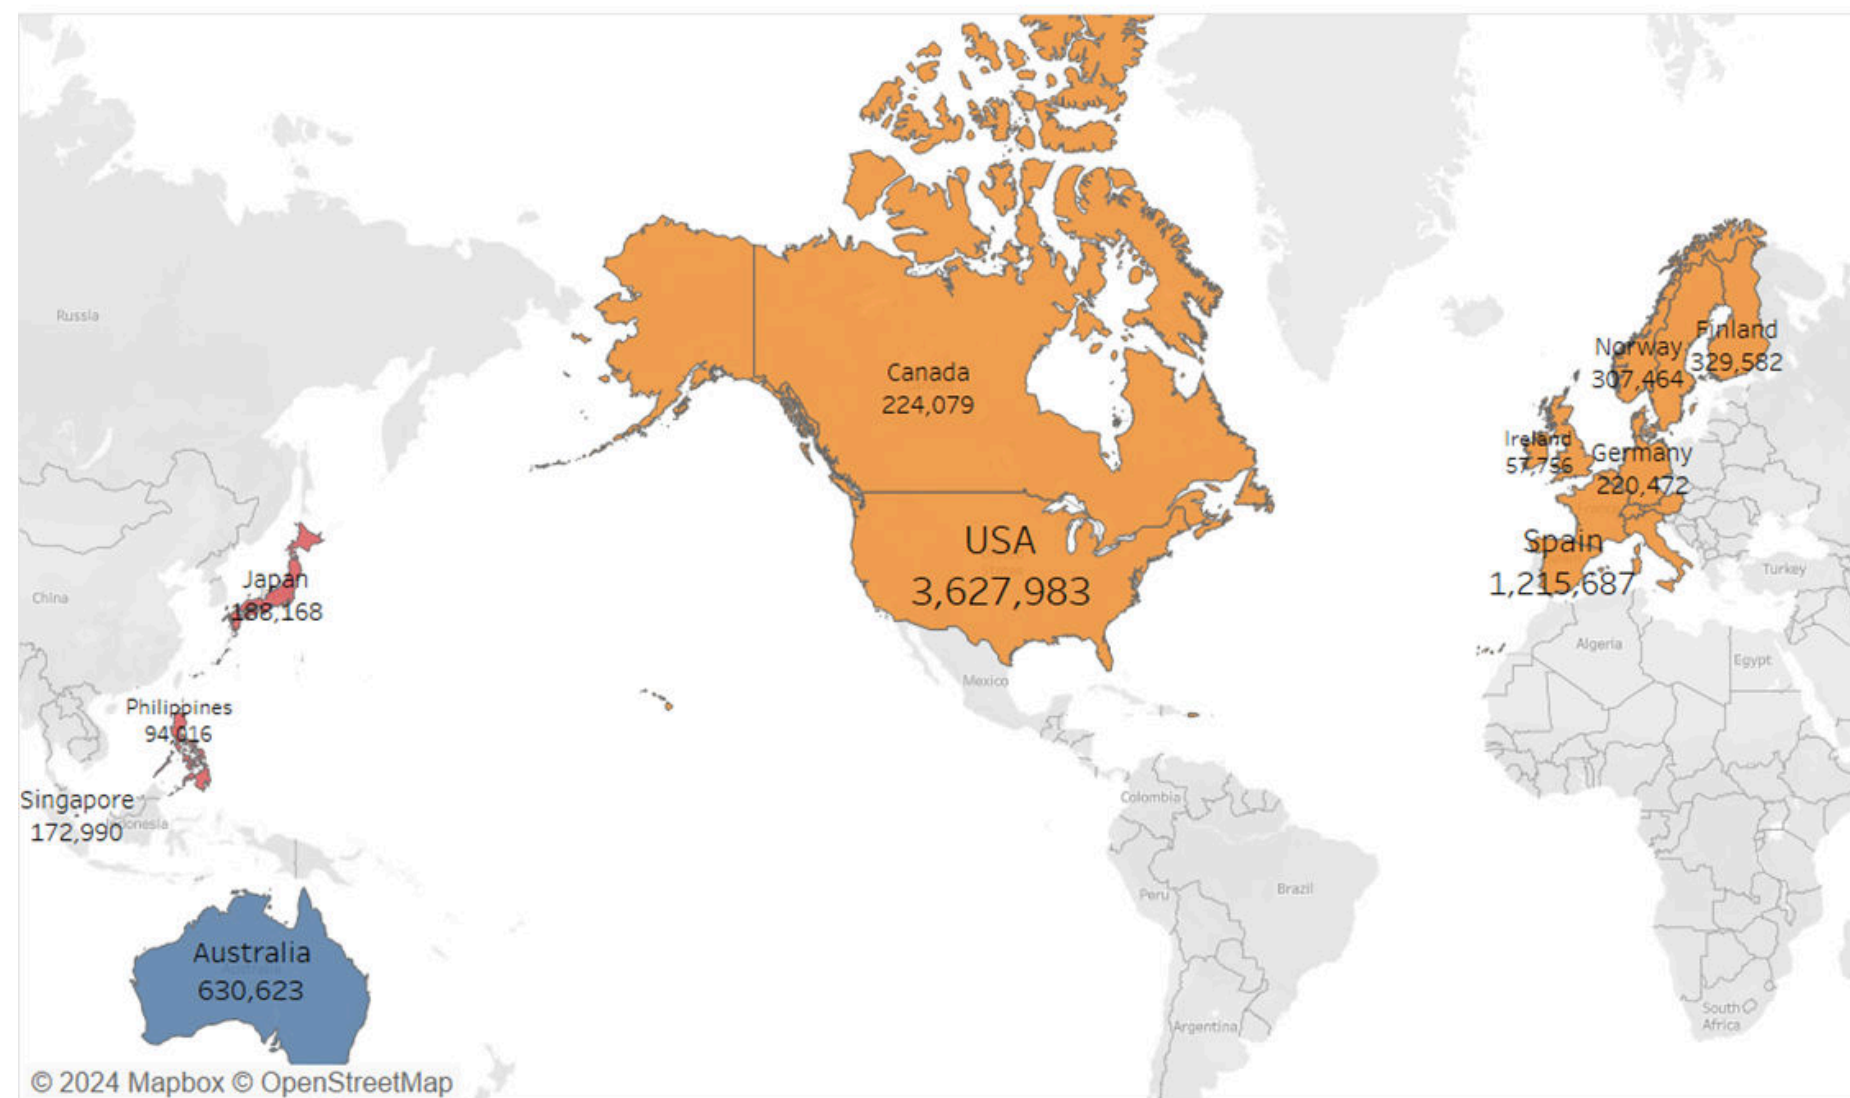 Russia
Canada
224,079
Finland
329,582
Norway
307,464
Ireland
57,756
Germany
220,472
USA
3,627,983
Spain
1,215,687
Turkey
Japan
188,168
China
Algeria
Egypt
Mexico
Philippines
94,016
Singapore
172,990
Colombia
Peru
Brazil
Australia
630,623
South
Africa
Argentina
© 2024 Mapbox © OpenStreetMap